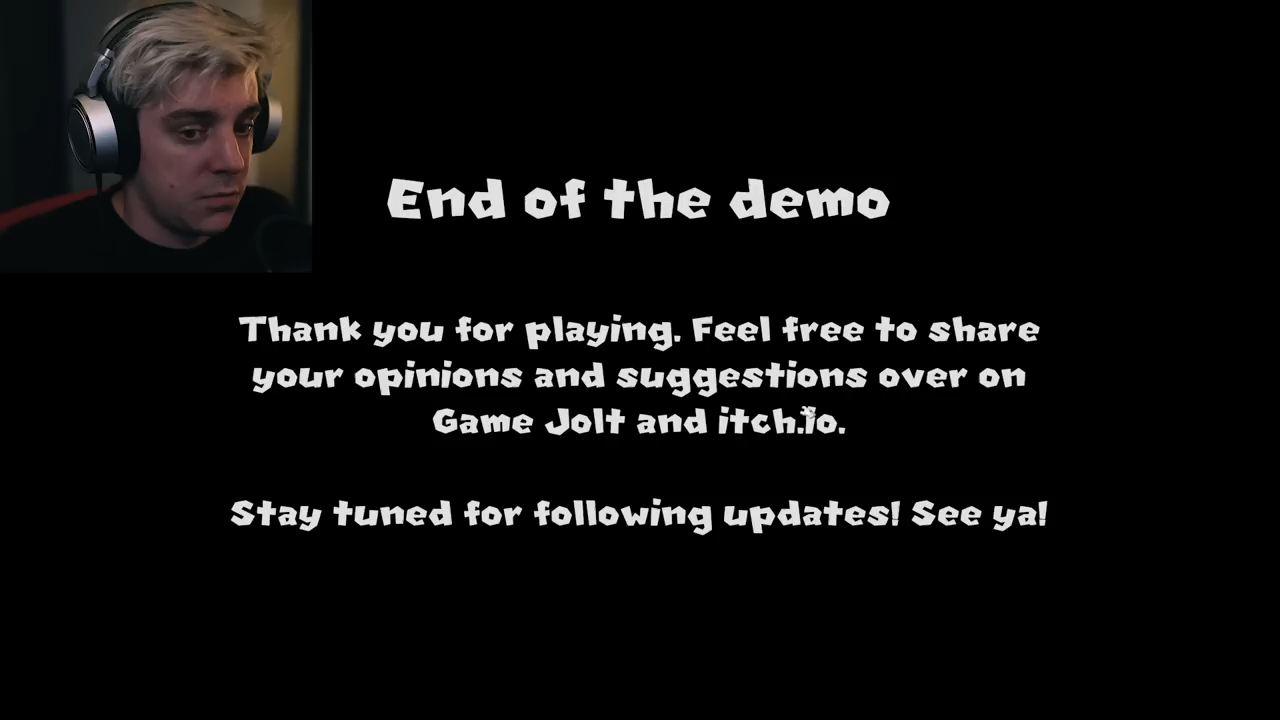 End of the demo
Thank you for playing. Feel free to share
your opinions and suggestions over on
Game Jolt and itch.io.
Stay tuned for following updates! See ya!